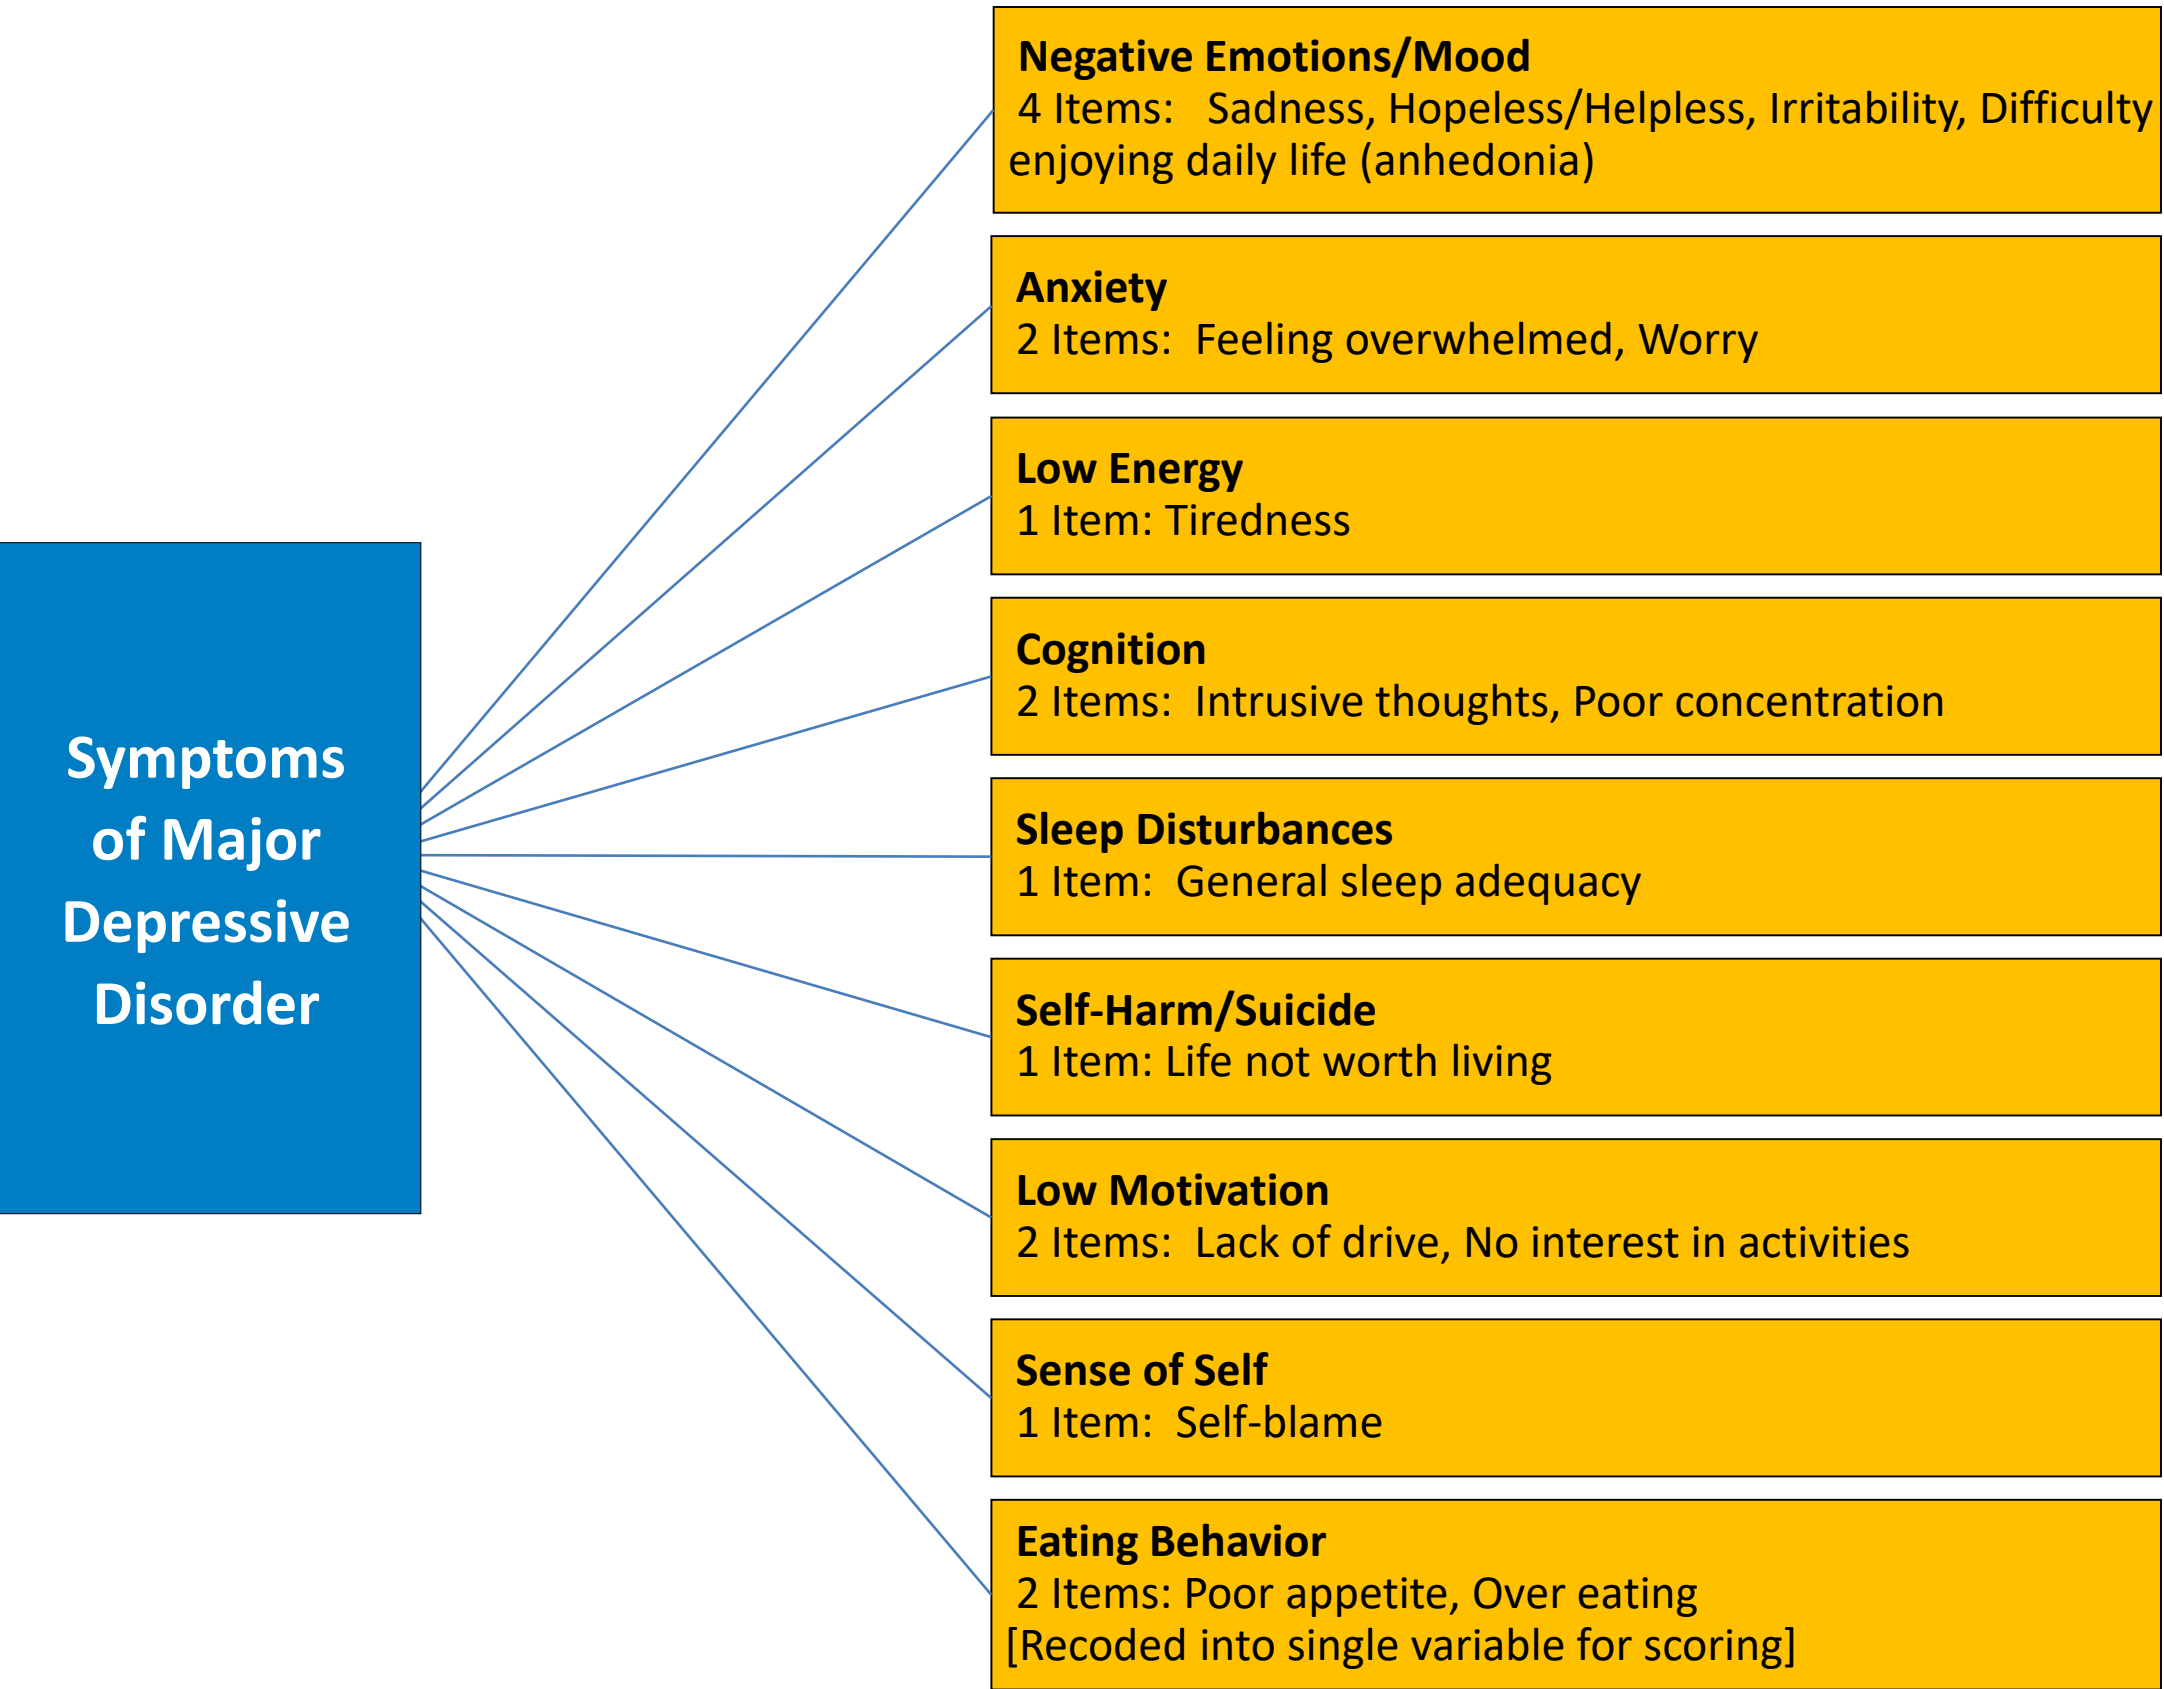 Symptoms
of Major
Depressive
Disorder
Negative Emotions/Mood
4 Items: Sadness, Hopeless/Helpless, Irritability, Difficulty
enjoying daily life (anhedonia)
Anxiety
2 Items: Feeling overwhelmed, Worry
Low Energy
1 Item: Tiredness
Cognition
2 Items: Intrusive thoughts, Poor concentration
Sleep Disturbances
1 Item: General sleep adequacy
Self-Harm/Suicide
1 Item: Life not worth living
Low Motivation
2 Items: Lack of drive, No interest in activities
Sense of Self
1 Item: Self-blame
Eating Behavior
2 Items: Poor appetite, Over eating
[Recoded into single variable for scoring]